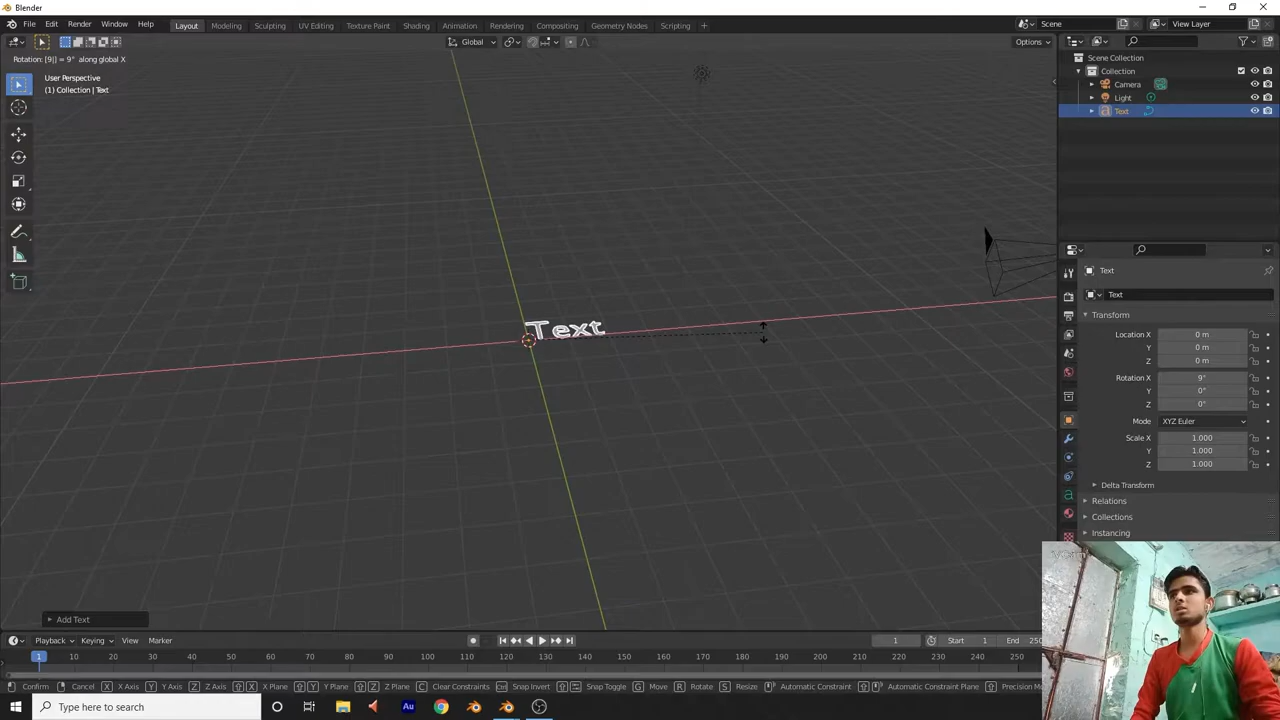 Blender
File Edit Render Window Help Layout Modeling Sculpting UV Editing Texture Paint Shading Animation Rendering Compositing Geometry Nodes Scripting + Scene View Layer
Global Options
Rotation: [9|] = 9° along global X
User Perspective
(1) Collection | Text
Scene Collection
Collection
Camera
Light
Text
Text
Text
Transform
Location X 0 m
Y 0 m
Z 0 m
Rotation X 9°
Y 0°
Z 0°
Mode XYZ Euler
Scale X 1.000
Y 1.000
Z 1.000
Delta Transform
Relations
Collections
Instancing
Text
Add Text
Playback Keying View Marker 1 Start 1 End 250
1 10 20 30 40 50 60 70 80 90 100 110 120 130 140 150 160 170 180 190 200 210 220 230 240 250
Confirm Cancel X X Axis Y Y Axis Z Z Axis X X Plane Y Y Plane Z Z Plane C Clear Constraints Ctrl Snap Invert Snap Toggle G Move R Rotate S Resize Automatic Constraint Automatic Constraint Plane Precision Mode
Type here to search Au